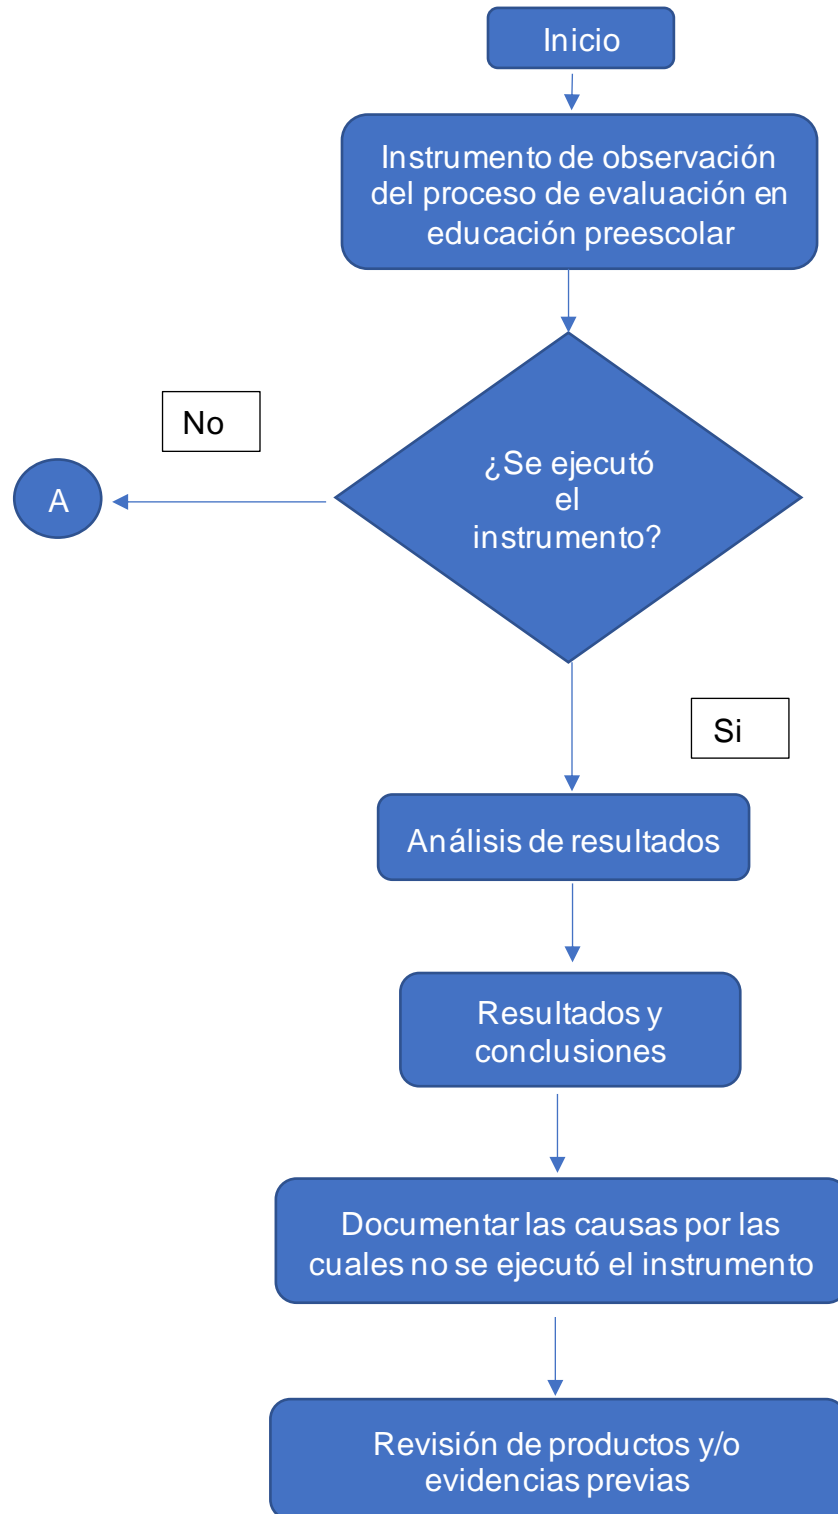 Inicio
Instrumento de observación
del proceso de evaluación en
educación preescolar
No
¿Se ejecutó
el
instrumento?
A
Si
Análisis de resultados
Resultados y
conclusiones
Documentar las causas por las
cuales no se ejecutó el instrumento
Revisión de productos y/o
evidencias previas